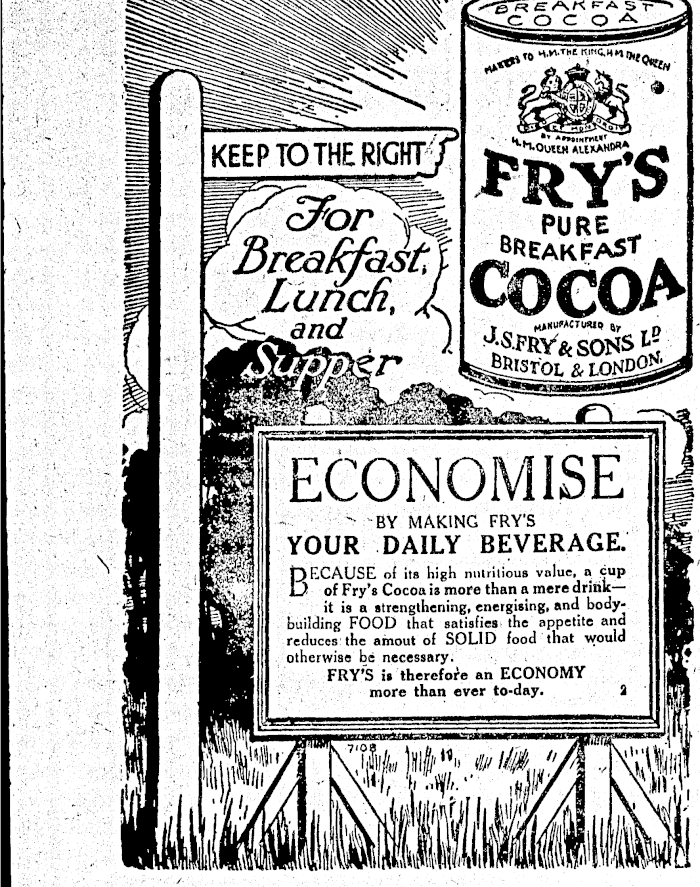 BREAKFAST
COCOA
MAKERS TO H.M. THE KING, H.M. THE QUEEN
DIEU ET MON DROIT
BY APPOINTMENT
H.M. QUEEN ALEXANDRA
FRY'S
PURE
BREAKFAST
COCOA
MANUFACTURED BY
J.S. FRY & SONS LD
BRISTOL & LONDON.
KEEP TO THE RIGHT
For
Breakfast,
Lunch,
and
Supper
ECONOMISE
BY MAKING FRY'S
YOUR DAILY BEVERAGE.
BECAUSE of its high nutritious value, a cup
of Fry's Cocoa is more than a mere drink—
it is a strengthening, energising, and body-
building FOOD that satisfies the appetite and
reduces the amout of SOLID food that would
otherwise be necessary.
FRY'S is therefore an ECONOMY
more than ever to-day. 2
7108